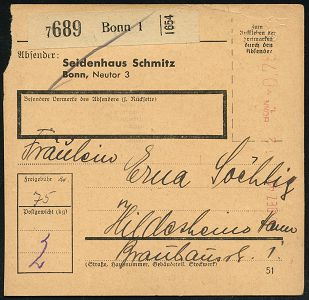 7689 Bonn 1 1654
zum
Aufkleben der
Freimarken
durch den
Absender
Absender:
Seidenhaus Schmitz
Bonn, Neutor 3
Besondere Vermerke des Absenders (s. Rückseite)
Fräulein
Erna Söchtig
Freigebühr
75
Postgewicht (kg)
2
Hildesheim
Brauhausstr. 1.
(Straße, Hausnummer, Gebäudeteil, Stockwerk)
51